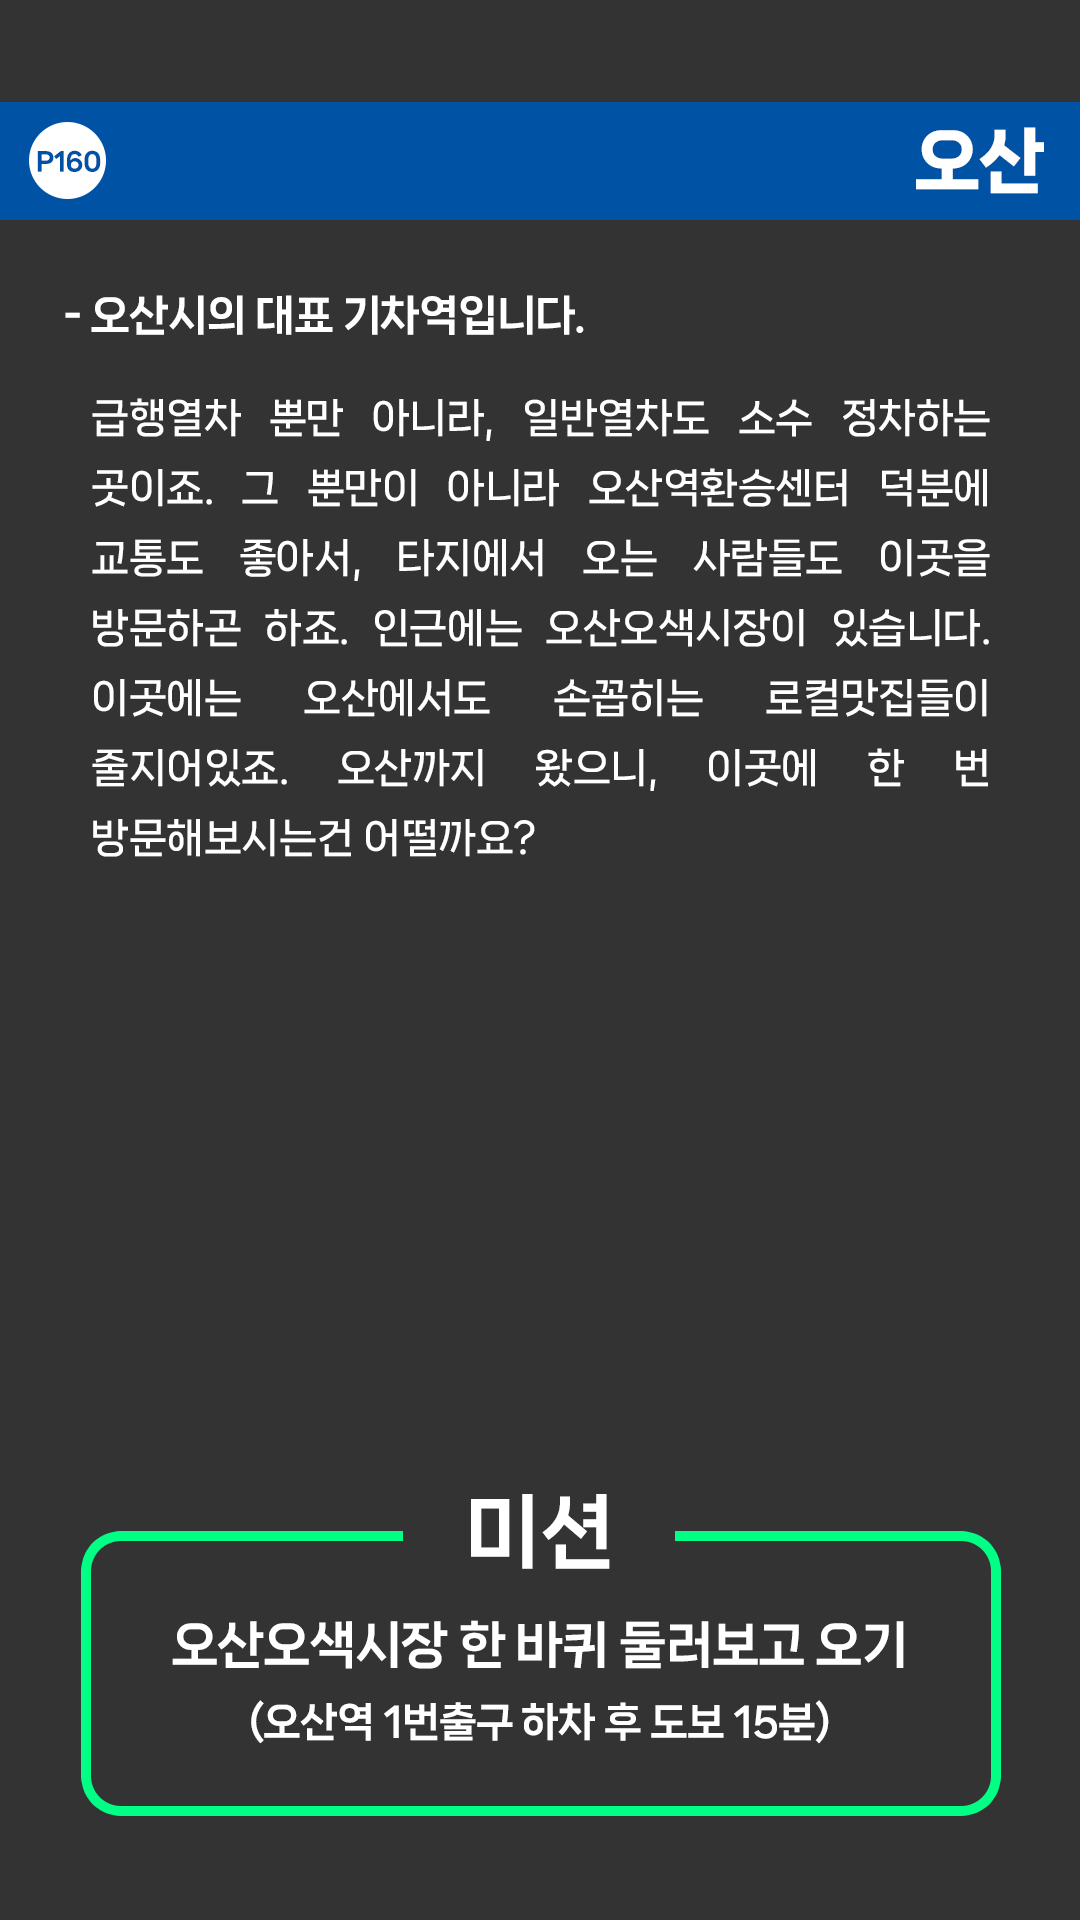 P160
오산
- 오산시의 대표 기차역입니다.
급행열차 뿐만 아니라, 일반열차도 소수 정차하는
곳이죠. 그 뿐만이 아니라 오산역환승센터 덕분에
교통도 좋아서, 타지에서 오는 사람들도 이곳을
방문하곤 하죠. 인근에는 오산오색시장이 있습니다.
이곳에는 오산에서도 손꼽히는 로컬맛집들이
줄지어있죠. 오산까지 왔으니, 이곳에 한 번
방문해보시는건 어떨까요?
미션
오산오색시장 한 바퀴 둘러보고 오기
(오산역 1번출구 하차 후 도보 15분)